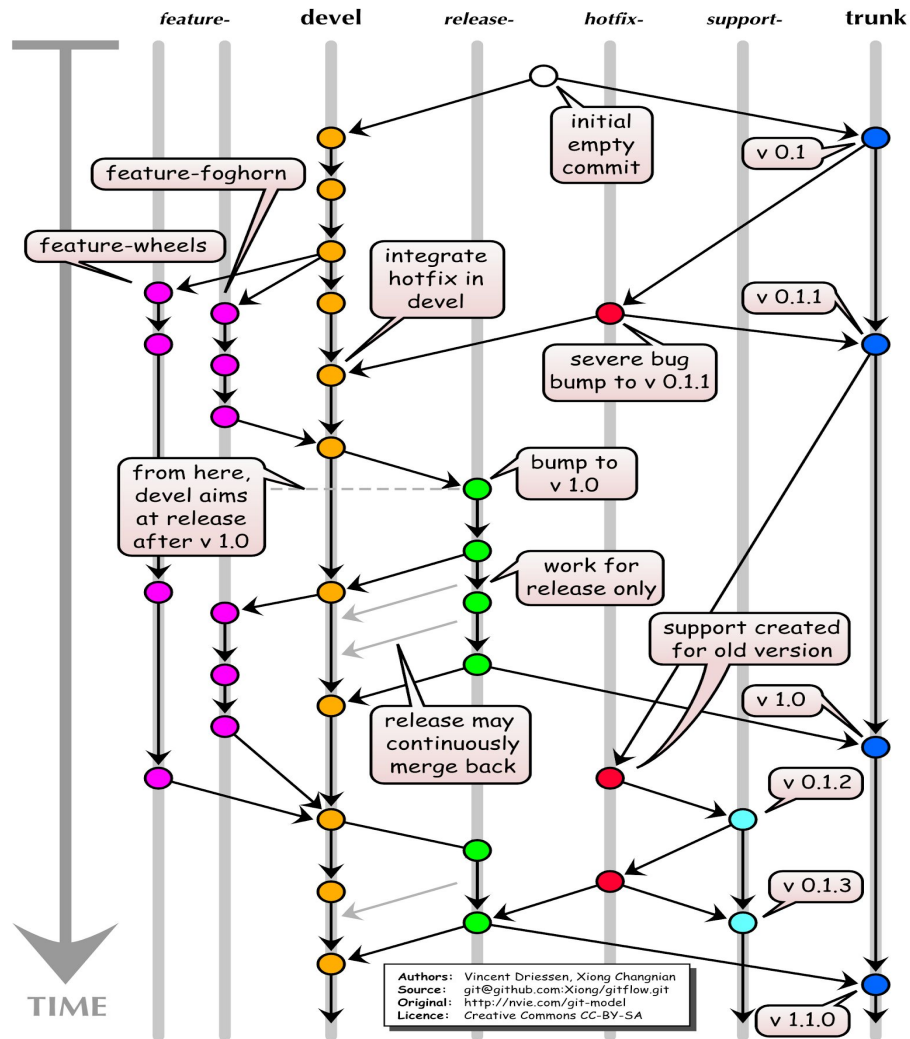 feature-
devel
release-
hotfix-
support-
trunk
initial
empty
commit
v 0.1
feature-foghorn
feature-wheels
integrate
hotfix in
devel
v 0.1.1
severe bug
bump to v 0.1.1
from here,
devel aims
at release
after v 1.0
bump to
v 1.0
work for
release only
support created
for old version
release may
continuously
merge back
v 1.0
v 0.1.2
v 0.1.3
Authors: Vincent Driessen, Xiong Changnian
Source: git@github.com:Xiong/gitflow.git
Original: http://nvie.com/git-model
Licence: Creative Commons CC-BY-SA
TIME
v 1.1.0